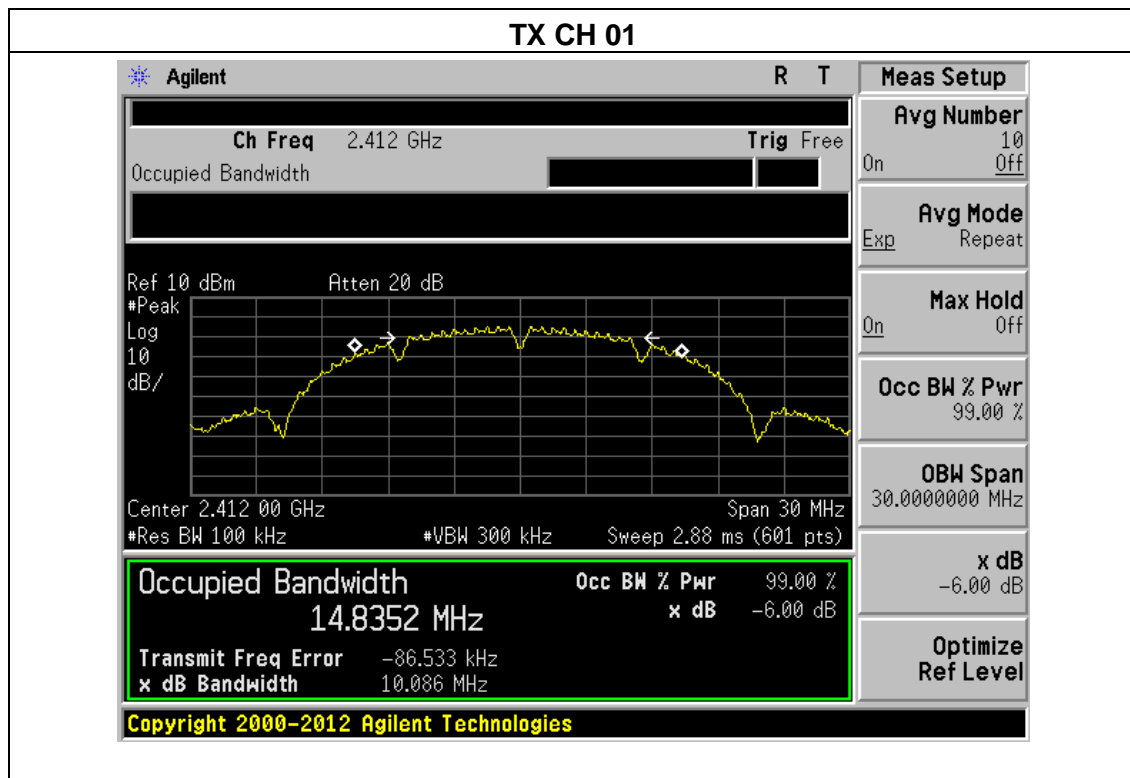 TX CH 01
Agilent R T
Ch Freq 2.412 GHz Trig Free
Occupied Bandwidth
Ref 10 dBm Atten 20 dB
#Peak
Log
10
dB/
Center 2.412 00 GHz Span 30 MHz
#Res BW 100 kHz #VBW 300 kHz Sweep 2.88 ms (601 pts)
Occupied Bandwidth Occ BW % Pwr 99.00 %
14.8352 MHz x dB -6.00 dB
Transmit Freq Error -86.533 kHz
x dB Bandwidth 10.086 MHz
Copyright 2000-2012 Agilent Technologies
Meas Setup
Avg Number
10
On Off
Avg Mode
Exp Repeat
Max Hold
On Off
Occ BW % Pwr
99.00 %
OBW Span
30.0000000 MHz
x dB
-6.00 dB
Optimize
Ref Level